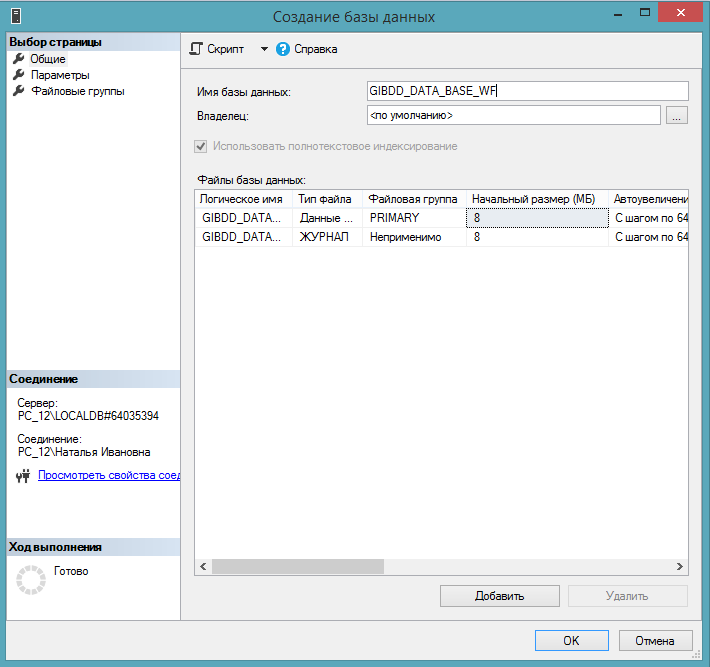 Создание базы данных
Выбор страницы
Общие
Параметры
Файловые группы
Скрипт
Справка
Имя базы данных: GIBDD_DATA_BASE_WF
Владелец: <по умолчанию> ...
Использовать полнотекстовое индексирование
Файлы базы данных:
Логическое имя Тип файла Файловая группа Начальный размер (МБ) Автоувеличени
GIBDD_DATA... Данные ... PRIMARY 8 С шагом по 64
GIBDD_DATA... ЖУРНАЛ Неприменимо 8 С шагом по 64
Соединение
Сервер:
PC_12\LOCALDB#64035394
Соединение:
PC_12\Наталья Ивановна
Просмотреть свойства соед
Ход выполнения
Готово
Добавить Удалить
OK Отмена